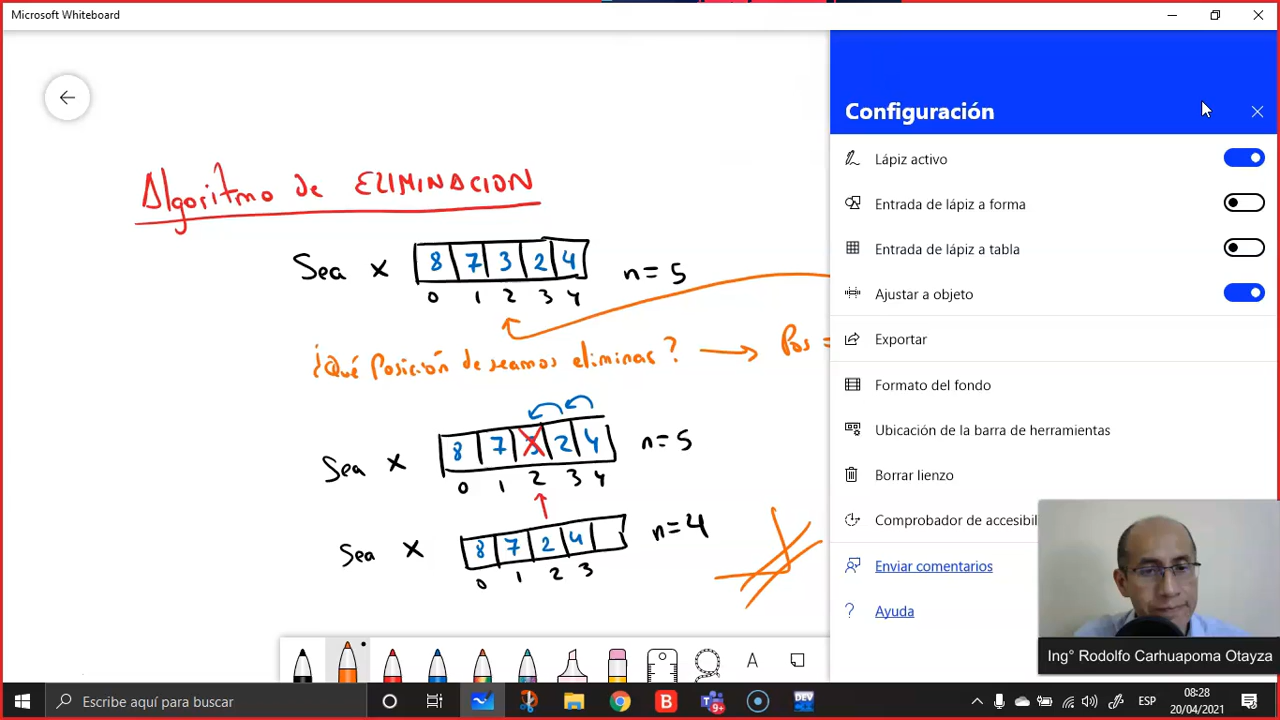 Microsoft Whiteboard
Configuración
Lápiz activo
Entrada de lápiz a forma
Entrada de lápiz a tabla
Ajustar a objeto
Exportar
Formato del fondo
Ubicación de la barra de herramientas
Borrar lienzo
Comprobador de accesibil
Enviar comentarios
Ayuda
Algoritmo de ELIMINACION
Sea x 8 7 3 2 4 n=5
0 1 2 3 4
¿Qué Posición deseamos eliminar? → Pos =
Sea x 8 7 3 2 4 n=5
0 1 2 3 4
Sea x 8 7 2 4 n=4
0 1 2 3
Ing° Rodolfo Carhuapoma Otayza
A
Escribe aquí para buscar
B
9+
DEV
ESP
08:28
20/04/2021